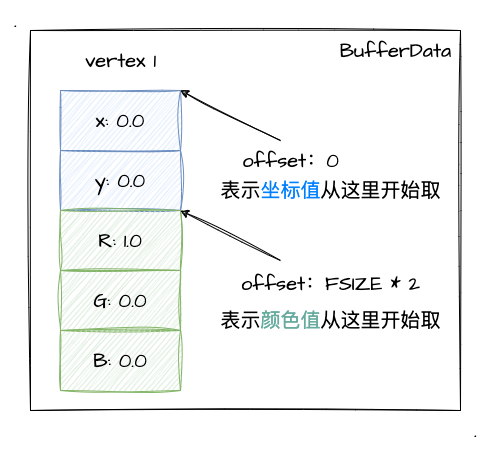 BufferData
vertex 1
x: 0.0
y: 0.0
R: 1.0
G: 0.0
B: 0.0
offset: 0
表示坐标值从这里开始取
offset: FSIZE * 2
表示颜色值从这里开始取